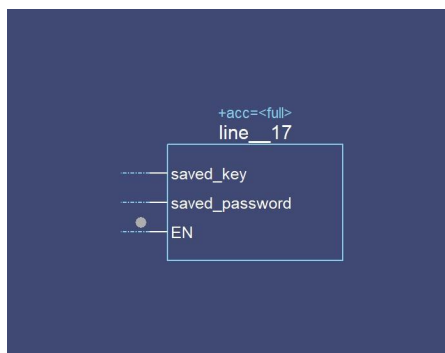 +acc=<full>
line__17
saved_key
saved_password
EN